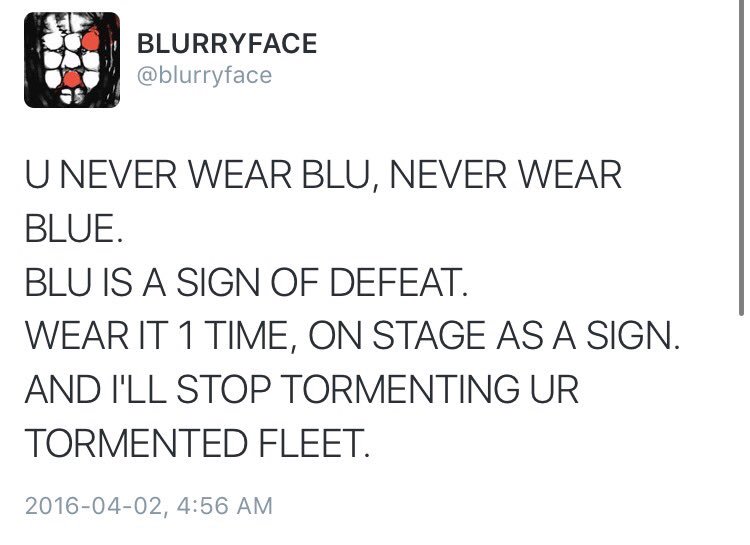 BLURRYFACE
@blurryface
U NEVER WEAR BLU, NEVER WEAR
BLUE.
BLU IS A SIGN OF DEFEAT.
WEAR IT 1 TIME, ON STAGE AS A SIGN.
AND I'LL STOP TORMENTING UR
TORMENTED FLEET.
2016-04-02, 4:56 AM